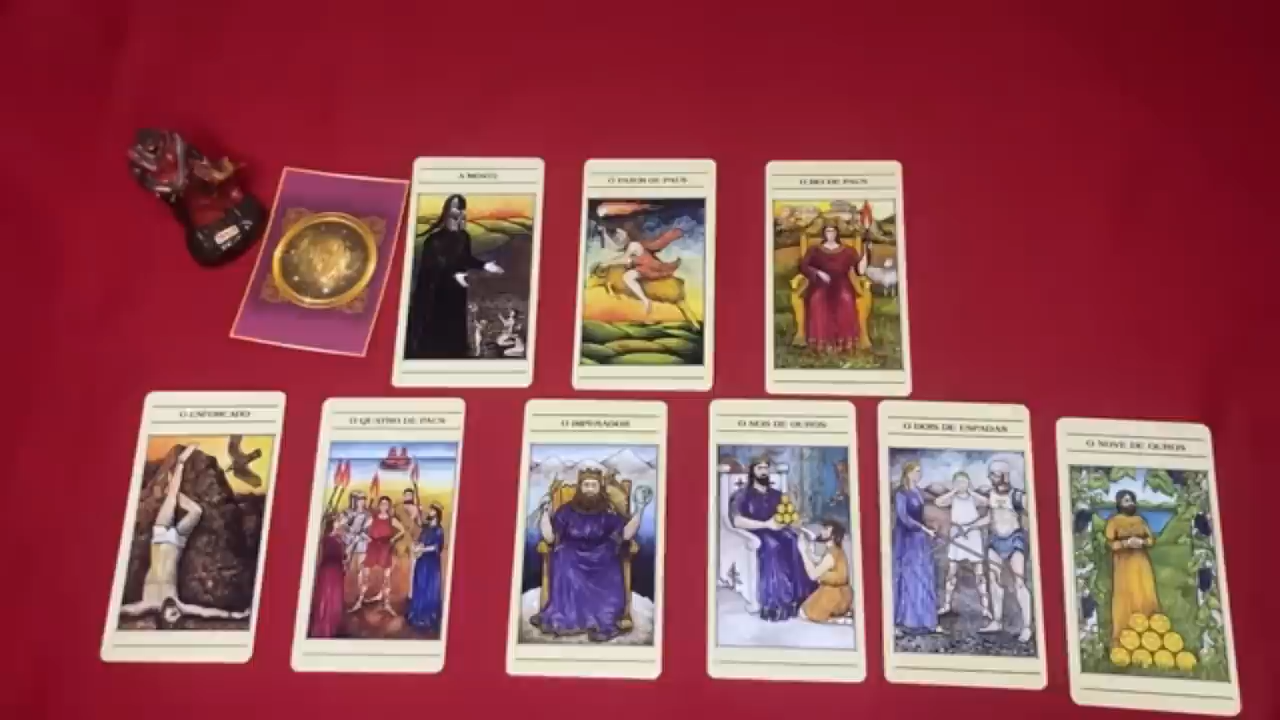 A MORTE
O PAJEM DE PAUS
O REI DE PAUS
O ENFORCADO
O QUATRO DE PAUS
O IMPERADOR
O SEIS DE OUROS
O DOIS DE ESPADAS
O NOVE DE OUROS